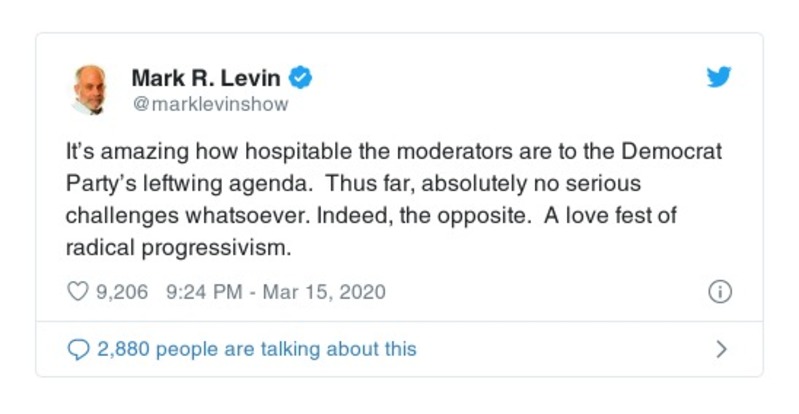 Mark R. Levin
@marklevinshow
It’s amazing how hospitable the moderators are to the Democrat
Party’s leftwing agenda.  Thus far, absolutely no serious
challenges whatsoever. Indeed, the opposite.  A love fest of
radical progressivism.
9,206 9:24 PM - Mar 15, 2020
2,880 people are talking about this